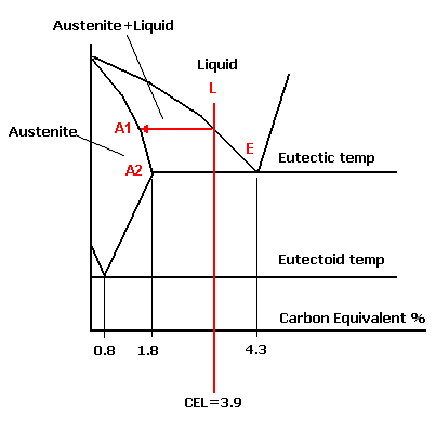 Austenite+Liquid
Liquid
L
Austenite
A1
E
Eutectic temp
A2
Eutectoid temp
Carbon Equivalent %
0.8
1.8
4.3
CEL=3.9